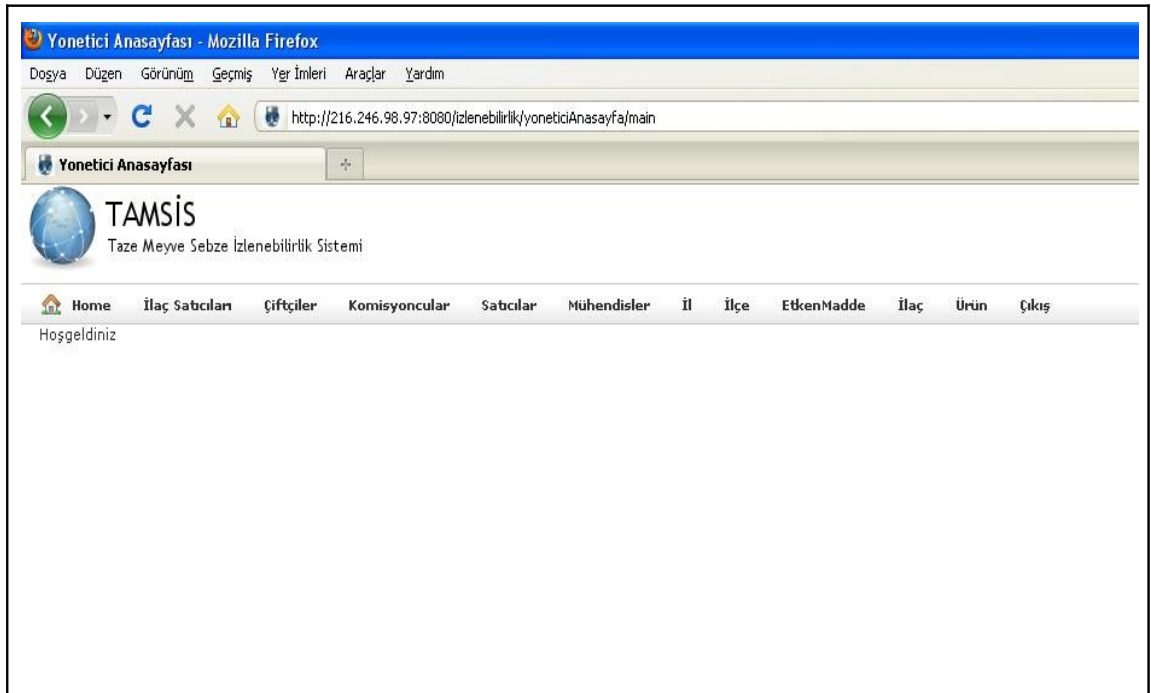 Yonetici Anasayfası - Mozilla Firefox
Dosya Düzen Görünüm Geçmiş Yer İmleri Araçlar Yardım
http://216.246.98.97:8080/izlenebilirlik/yoneticiAnasayfa/main
Yonetici Anasayfası
TAMSİS
Taze Meyve Sebze İzlenebilirlik Sistemi
Home İlaç Satıcıları Çiftçiler Komisyoncular Satıcılar Mühendisler İl İlçe EtkenMadde İlaç Ürün Çıkış
Hoşgeldiniz